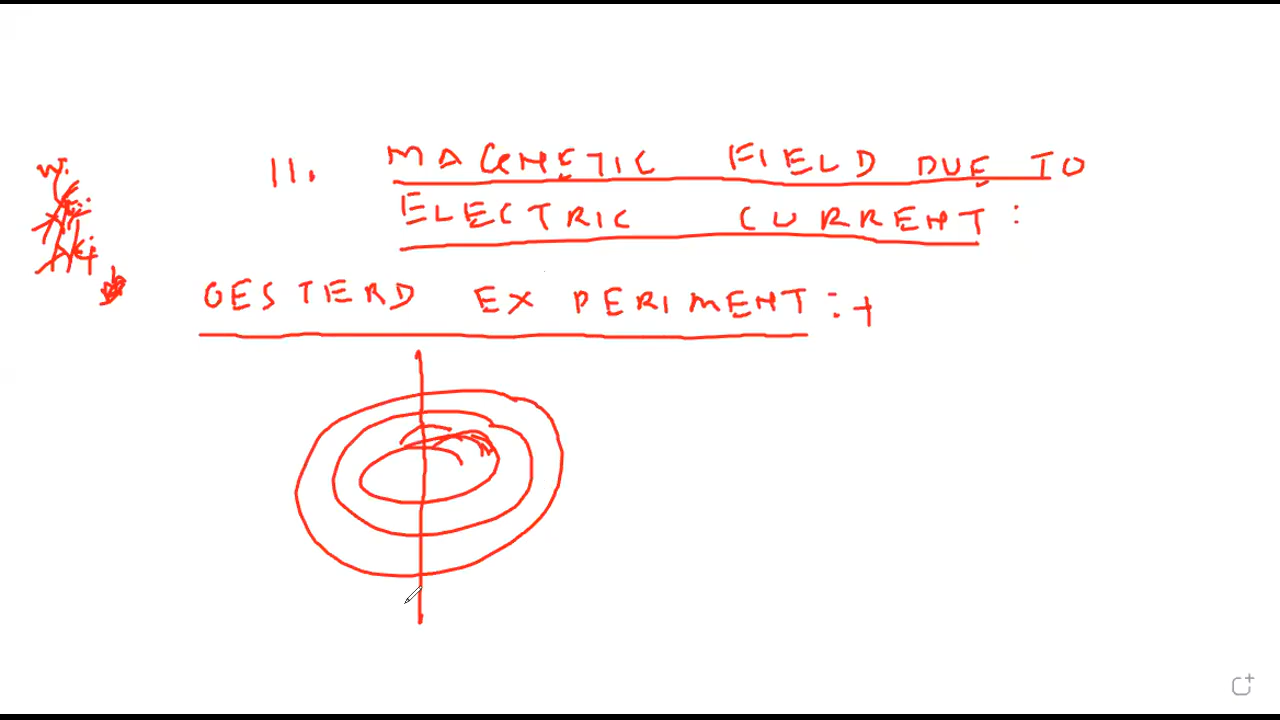 11. MAGNETIC FIELD DUE TO
ELECTRIC CURRENT:
OESTERD EXPERIMENT:+